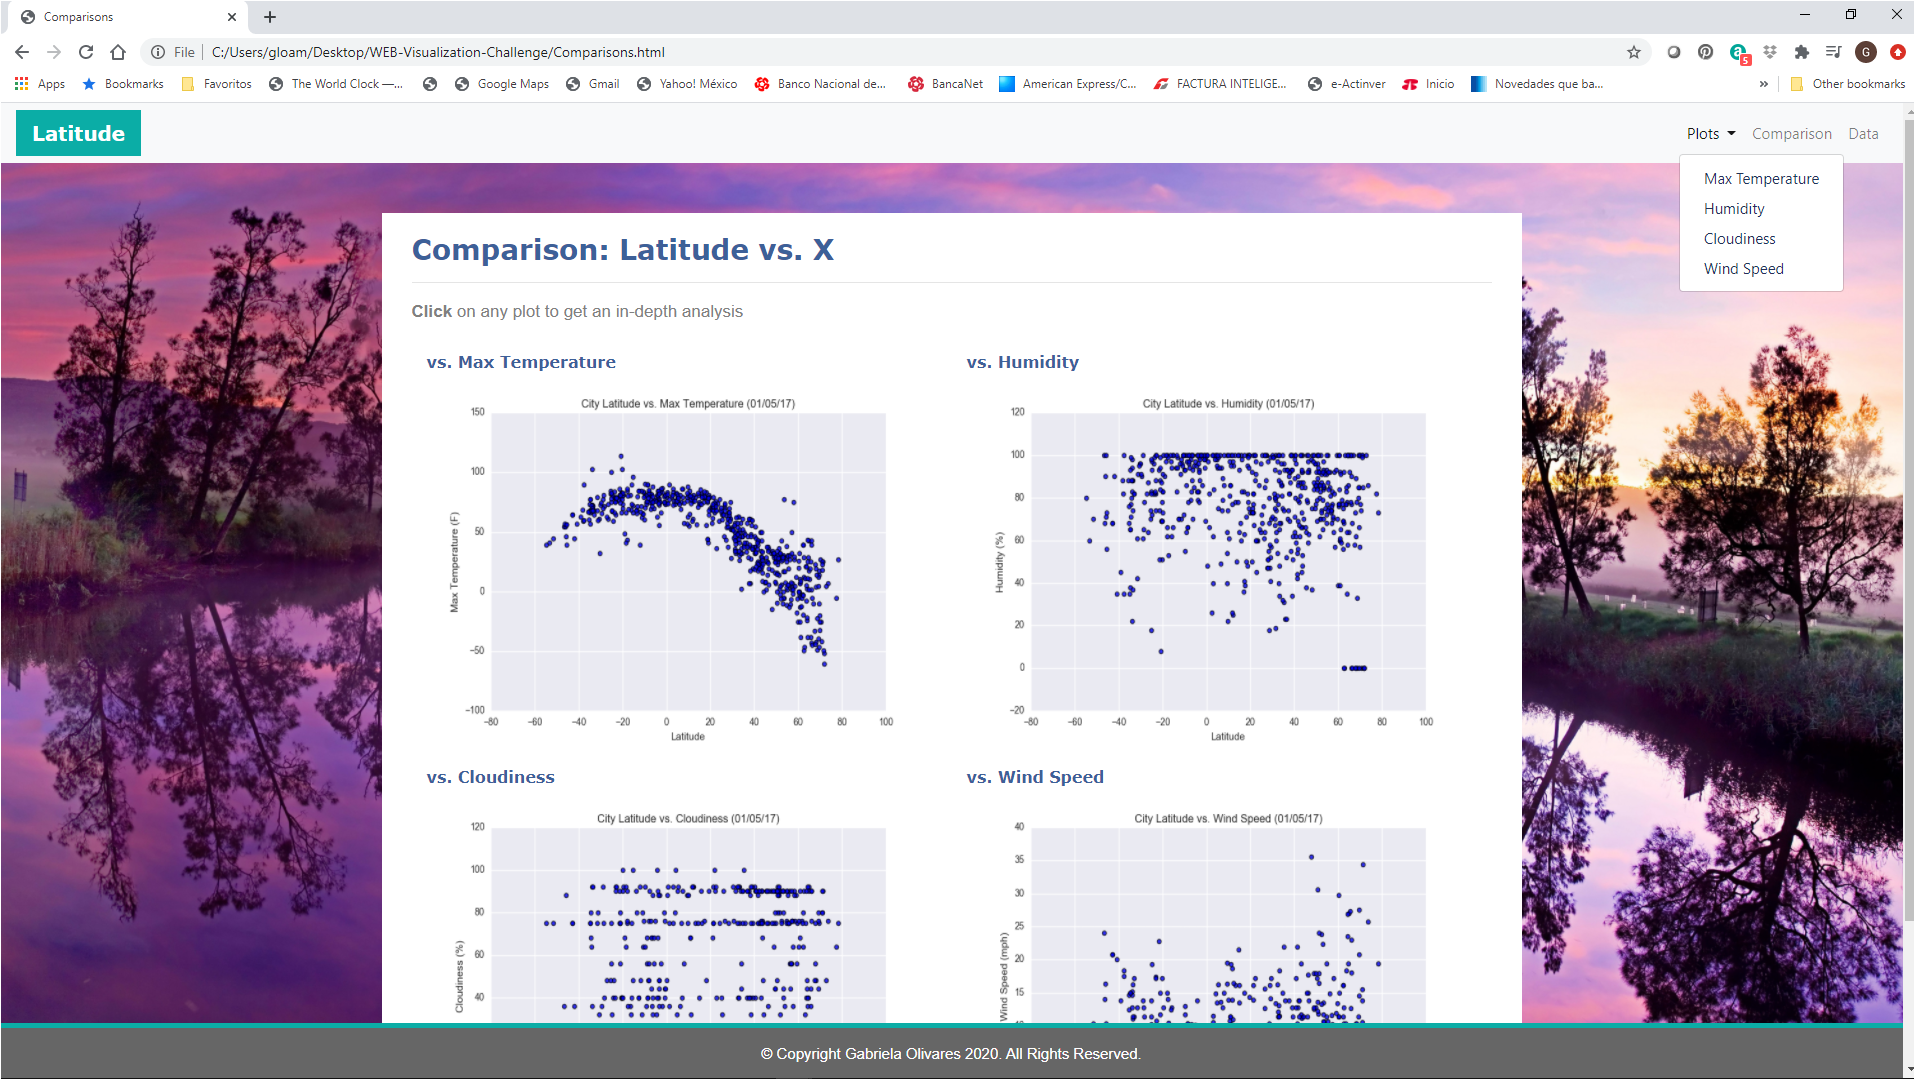 Comparisons
File C:/Users/gloam/Desktop/WEB-Visualization-Challenge/Comparisons.html
5 G
Apps Bookmarks Favoritos The World Clock —... Google Maps Gmail Yahoo! México Banco Nacional de... BancaNet American Express/C... FACTURA INTELIGE... e-Actinver Inicio Novedades que ba... » Other bookmarks
Latitude
Plots Comparison Data
Max Temperature
Humidity
Cloudiness
Wind Speed
Comparison: Latitude vs. X
Click on any plot to get an in-depth analysis
vs. Max Temperature
City Latitude vs. Max Temperature (01/05/17)
Max Temperature (F)
150
100
50
0
−50
−100
−80 −60 −40 −20 0 20 40 60 80 100
Latitude
vs. Humidity
City Latitude vs. Humidity (01/05/17)
Humidity (%)
120
100
80
60
40
20
0
−20
−80 −60 −40 −20 0 20 40 60 80 100
Latitude
vs. Cloudiness
City Latitude vs. Cloudiness (01/05/17)
Cloudiness (%)
120
100
80
60
40
vs. Wind Speed
City Latitude vs. Wind Speed (01/05/17)
Wind Speed (mph)
40
35
30
25
20
15
© Copyright Gabriela Olivares 2020. All Rights Reserved.